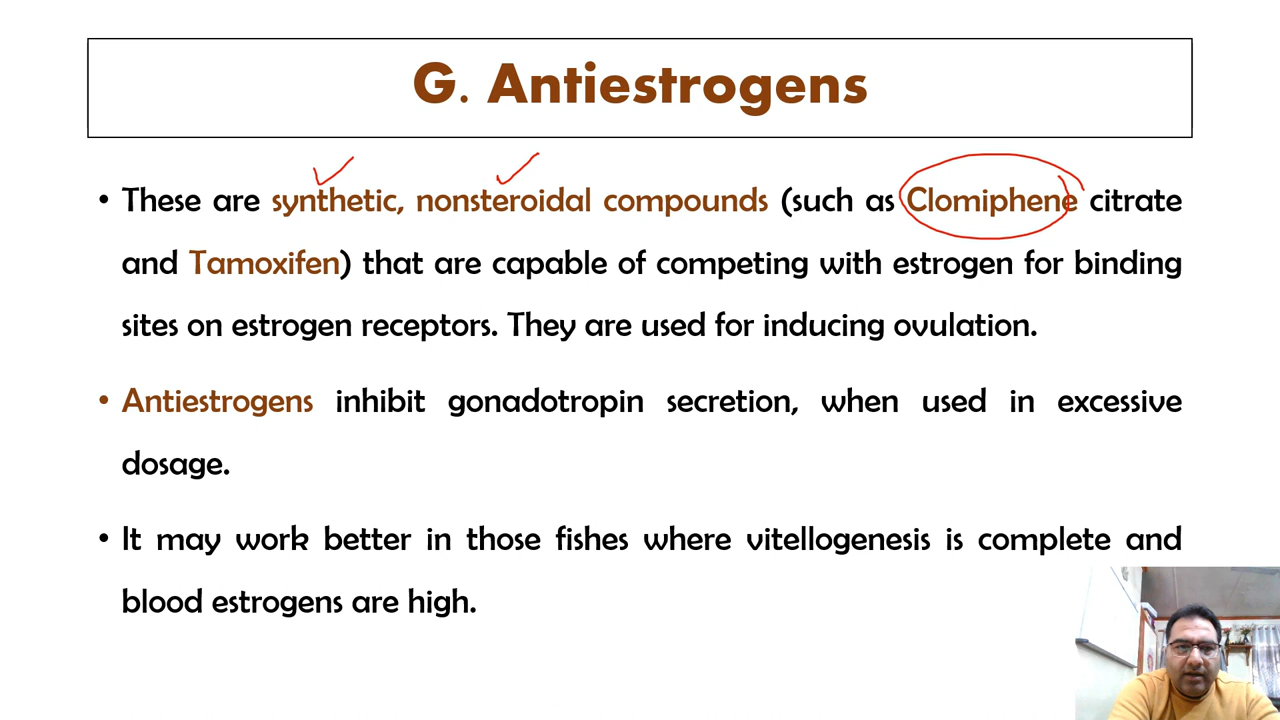 G. Antiestrogens
• These are synthetic, nonsteroidal compounds (such as Clomiphene citrate
and Tamoxifen) that are capable of competing with estrogen for binding
sites on estrogen receptors. They are used for inducing ovulation.
• Antiestrogens inhibit gonadotropin secretion, when used in excessive
dosage.
• It may work better in those fishes where vitellogenesis is complete and
blood estrogens are high.